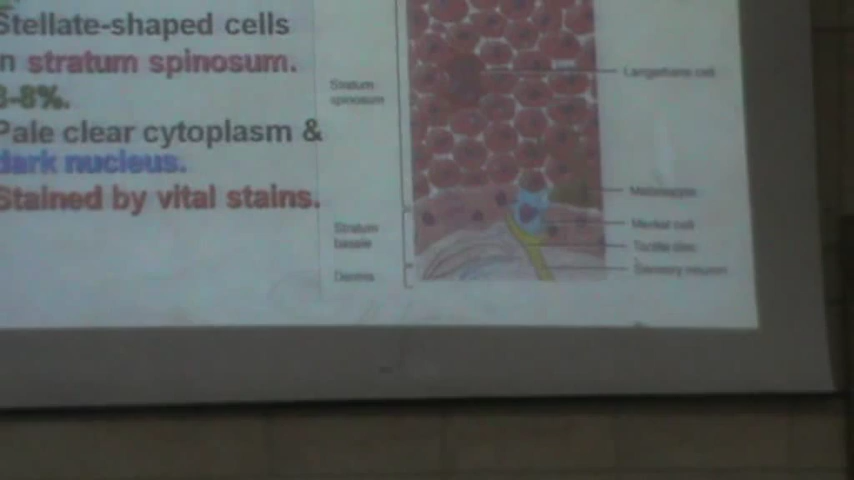 Stellate-shaped cells
n stratum spinosum.
3-8%.
Pale clear cytoplasm &
dark nucleus.
Stained by vital stains.
Stratum
spinosum
Langerhans cell
Melanocyte
Stratum
basale
Merkel cell
Tactile disc
Dermis
Sensory neuron